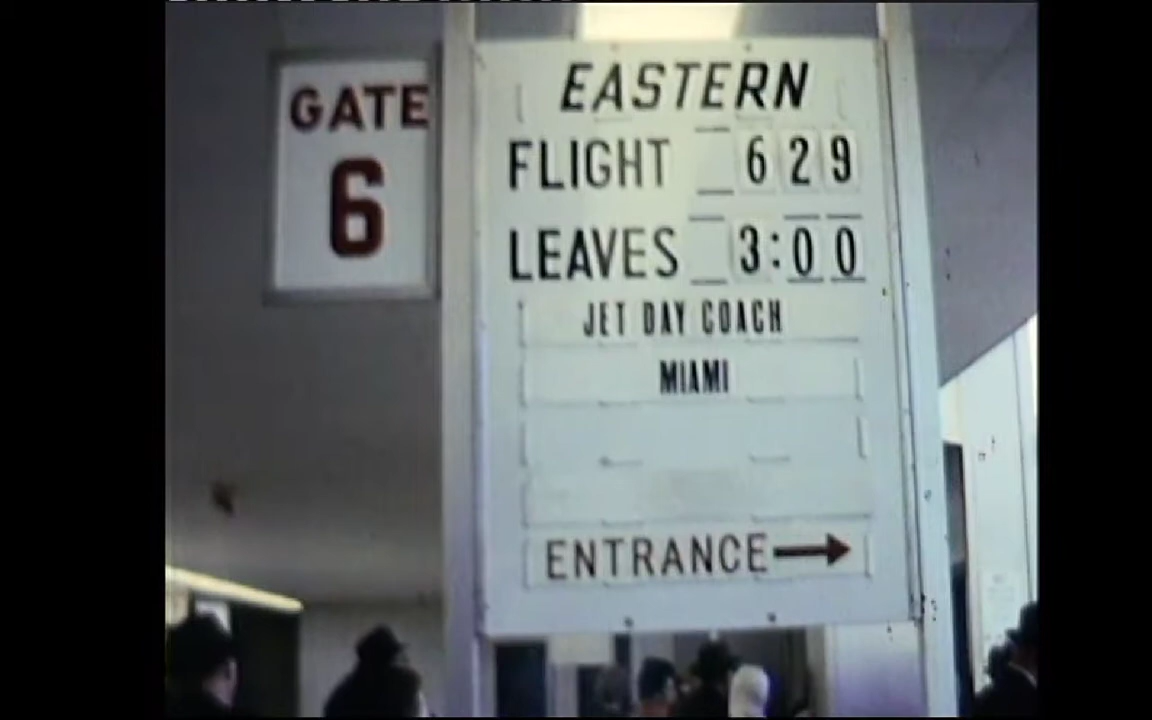 GATE
6
EASTERN
FLIGHT 629
LEAVES 3:00
JET DAY COACH
MIAMI
ENTRANCE→